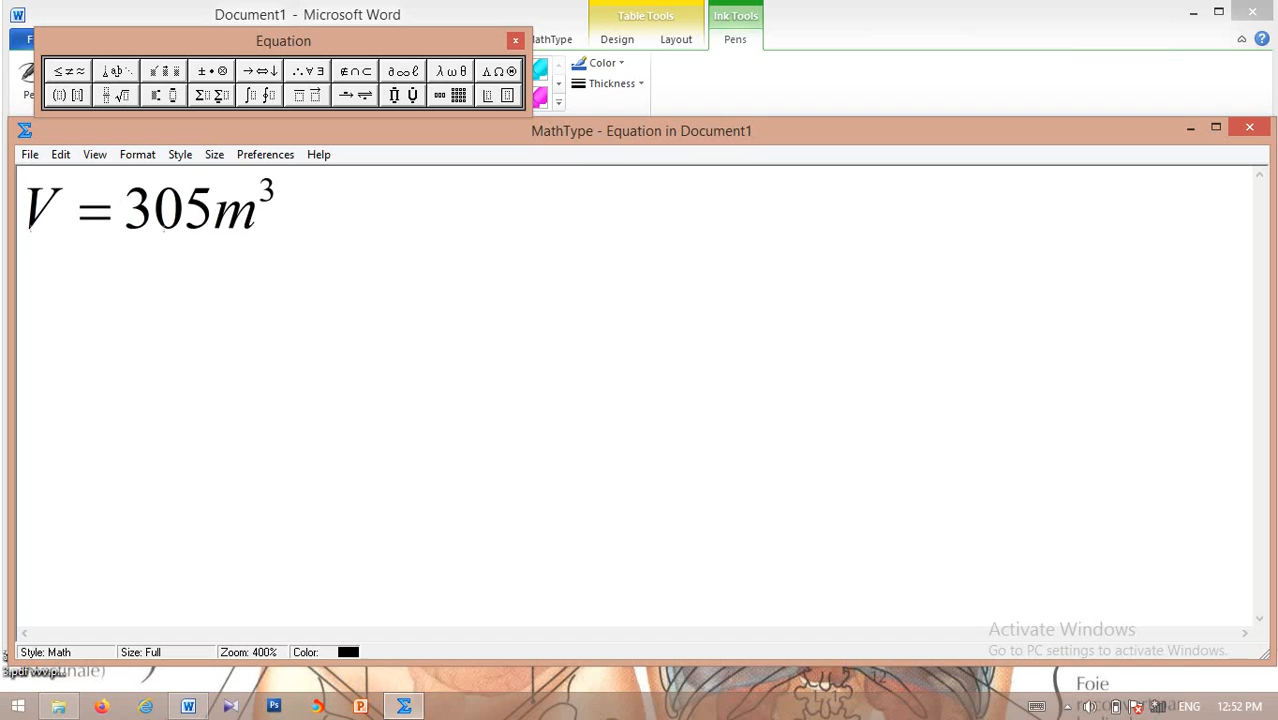 Document1 - Microsoft Word
Table Tools
Ink Tools
Equation
MathType
Design
Layout
Pens
Color
Thickness
≤ ≠ ≈
± • ⊗
→ ⇔ ↓
∴ ∀ ∃
∉ ∩ ⊂
∂ ∞ ℓ
λ ω θ
Λ Ω ⊛
MathType - Equation in Document1
File Edit View Format Style Size Preferences Help
V = 305m³
Activate Windows
Go to PC settings to activate Windows.
Style: Math Size: Full Zoom: 400% Color:
Foie
ENG 12:52 PM